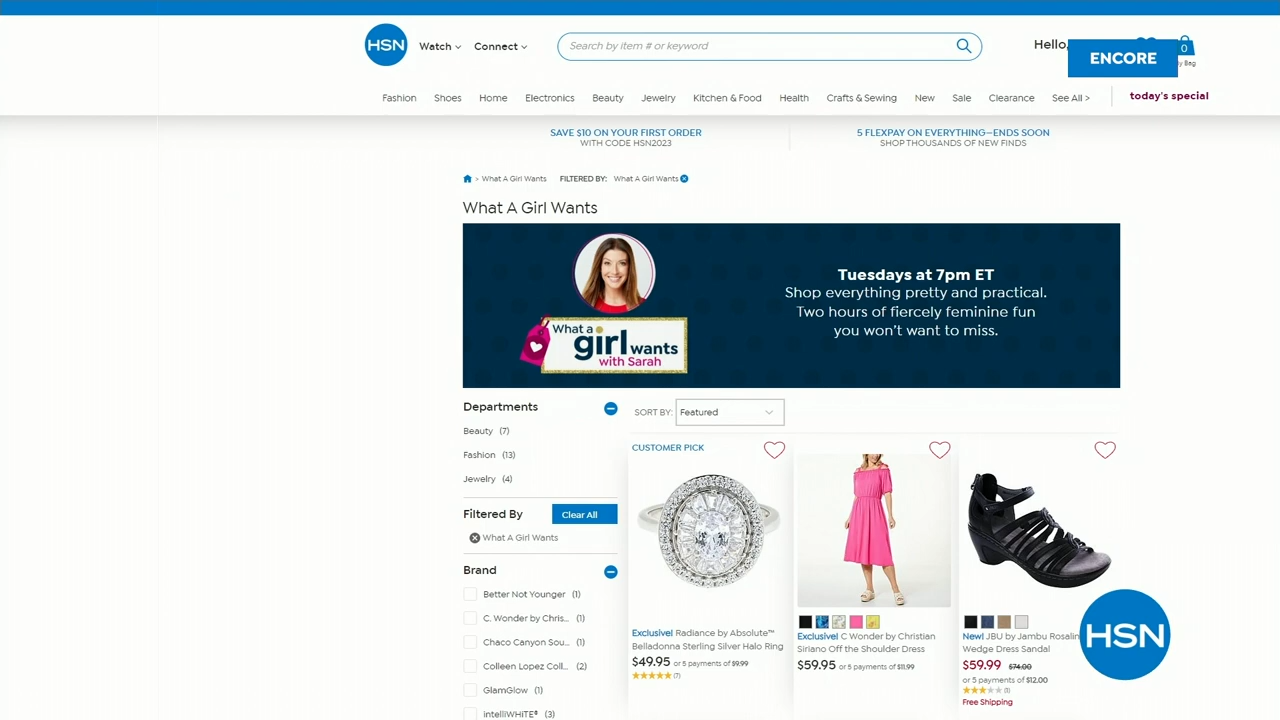 HSN
Watch
Connect
Search by item # or keyword
Hello,
ENCORE
0
y Bag
Fashion
Shoes
Home
Electronics
Beauty
Jewelry
Kitchen & Food
Health
Crafts & Sewing
New
Sale
Clearance
See All >
today's special
SAVE $10 ON YOUR FIRST ORDER
WITH CODE HSN2023
5 FLEXPAY ON EVERYTHING—ENDS SOON
SHOP THOUSANDS OF NEW FINDS
> What A Girl Wants
FILTERED BY: What A Girl Wants
What A Girl Wants
What a
girl wants
with Sarah
Tuesdays at 7pm ET
Shop everything pretty and practical.
Two hours of fiercely feminine fun
you won't want to miss.
Departments
Beauty (7)
Fashion (13)
Jewelry (4)
Filtered By
Clear All
What A Girl Wants
Brand
Better Not Younger (1)
C. Wonder by Chris... (1)
Chaco Canyon Sou... (1)
Colleen Lopez Coll... (2)
GlamGlow (1)
intelliWHiTE® (3)
SORT BY: Featured
CUSTOMER PICK
Exclusive! Radiance by Absolute™
Belladonna Sterling Silver Halo Ring
$49.95 or 5 payments of $9.99
(7)
Exclusive! C Wonder by Christian
Siriano Off the Shoulder Dress
$59.95 or 5 payments of $11.99
New! JBU by Jambu Rosalin
Wedge Dress Sandal
$59.99 $74.00
or 5 payments of $12.00
Free Shipping
HSN